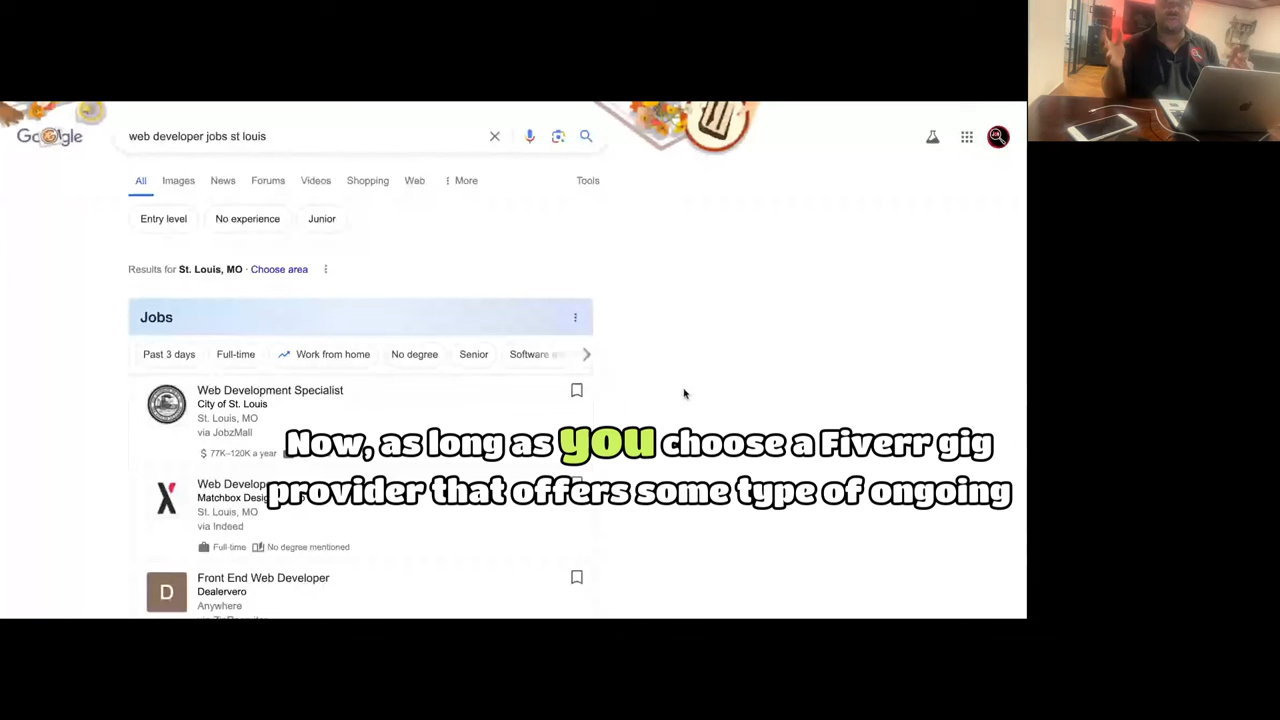 Google
web developer jobs st louis
All Images News Forums Videos Shopping Web More Tools
Entry level No experience Junior
Results for St. Louis, MO · Choose area
Jobs
Past 3 days Full-time Work from home No degree Senior Software
Web Development Specialist
City of St. Louis
St. Louis, MO
via JobzMall
77K–120K a year
Now, as long as you choose a Fiverr gig
provider that offers some type of ongoing
Matchbox
St. Louis, MO
via Indeed
Full-time No degree mentioned
D
Front End Web Developer
Dealervero
Anywhere